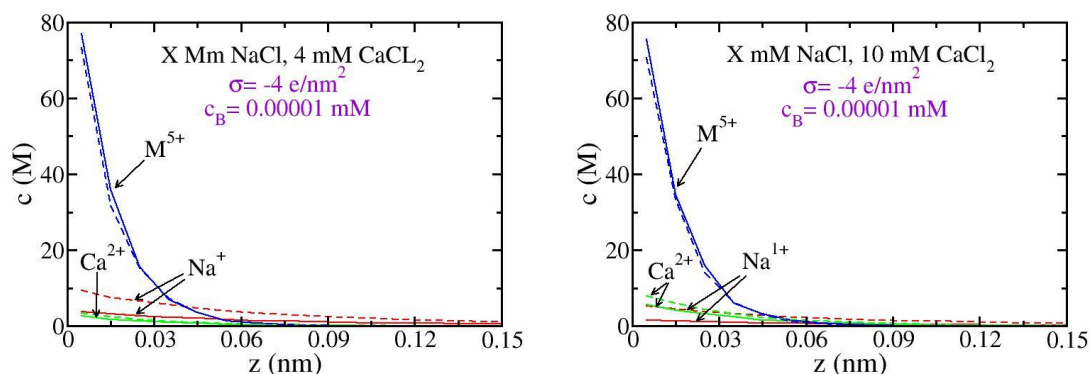 80
60
40
20
0
c (M)
X Mm NaCl, 4 mM CaCL₂
σ= -4 e/nm²
c_B= 0.00001 mM
M⁵⁺
Ca²⁺
Na⁺
0 0.03 0.06 0.09 0.12 0.15
z (nm)
80
60
40
20
0
c (M)
X mM NaCl, 10 mM CaCl₂
σ= -4 e/nm²
c_B= 0.00001 mM
M⁵⁺
Ca²⁺
Na¹⁺
0 0.03 0.06 0.09 0.12 0.15
z (nm)